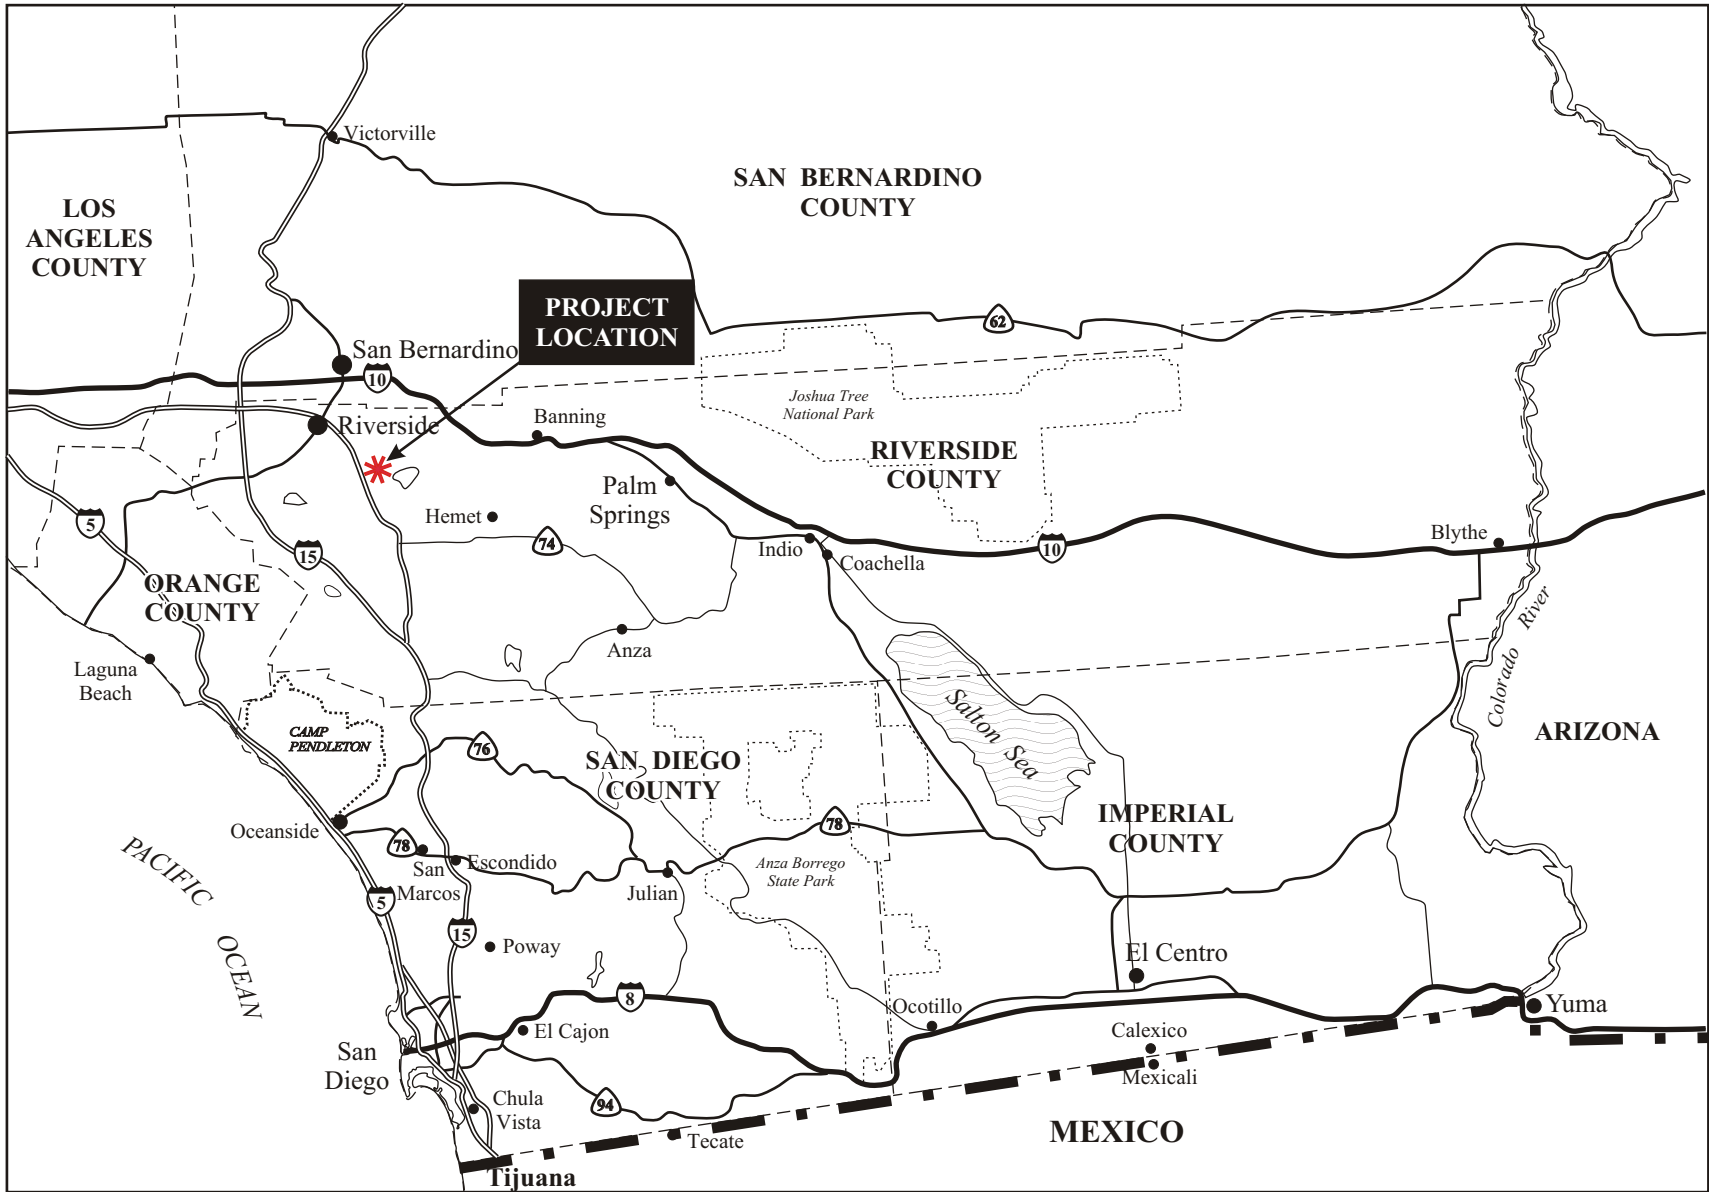 Victorville
SAN BERNARDINO
COUNTY
LOS
ANGELES
COUNTY
PROJECT
LOCATION
62
San Bernardino
10
Joshua Tree
National Park
Banning
Riverside
RIVERSIDE
COUNTY
Palm
Springs
Hemet
5
15
74
Indio
10
Blythe
Coachella
ORANGE
COUNTY
Colorado River
Anza
Laguna
Beach
Salton Sea
CAMP
PENDLETON
76
SAN DIEGO
COUNTY
ARIZONA
IMPERIAL
COUNTY
Oceanside
78
78
San
Marcos
Escondido
Anza Borrego
State Park
Julian
PACIFIC OCEAN
5
15
Poway
El Centro
8
Ocotillo
Yuma
El Cajon
Calexico
San
Diego
Mexicali
Chula
Vista
94
MEXICO
Tecate
Tijuana